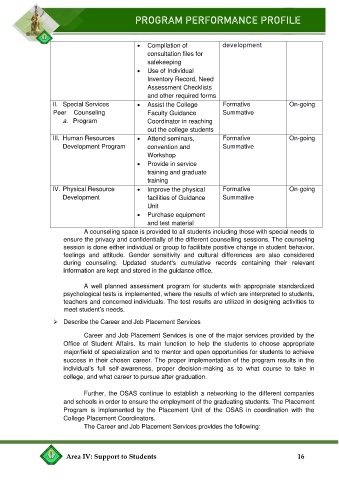 PROGRAM PERFORMANCE PROFILE
• Compilation of
consultation files for
safekeeping
• Use of Individual
Inventory Record, Need
Assessment Checklists
and other required forms
development
II. Special Services
Peer Counseling
a. Program
• Assist the College
Faculty Guidance
Coordinator in reaching
out the college students
Formative
Summative
On-going
III. Human Resources
Development Program
• Attend seminars,
convention and
Workshop
• Provide in service
training and graduate
training
Formative
Summative
On-going
IV. Physical Resource
Development
• Improve the physical
facilities of Guidance
Unit
• Purchase equipment
and test material
Formative
Summative
On going
A counseling space is provided to all students including those with special needs to
ensure the privacy and confidentially of the different counselling sessions. The counseling
session is done either individual or group to facilitate positive change in student behavior,
feelings and attitude. Gender sensitivity and cultural differences are also considered
during counseling. Updated student's cumulative records containing their relevant
information are kept and stored in the guidance office.
A well planned assessment program for students with appropriate standardized
psychological tests is implemented, where the results of which are interpreted to students,
teachers and concerned individuals. The test results are utilized in designing activities to
meet student's needs.
➢ Describe the Career and Job Placement Services
Career and Job Placement Services is one of the major services provided by the
Office of Student Affairs. Its main function to help the students to choose appropriate
major/field of specialization and to mentor and open opportunities for students to achieve
success in their chosen career. The proper implementation of the program results in the
individual's full self-awareness, proper decision-making as to what course to take in
college, and what career to pursue after graduation.
Further, the OSAS continue to establish a networking to the different companies
and schools in order to ensure the employment of the graduating students. The Placement
Program is implemented by the Placement Unit of the OSAS in coordination with the
College Placement Coordinators.
The Career and Job Placement Services provides the following:
Area IV: Support to Students 16